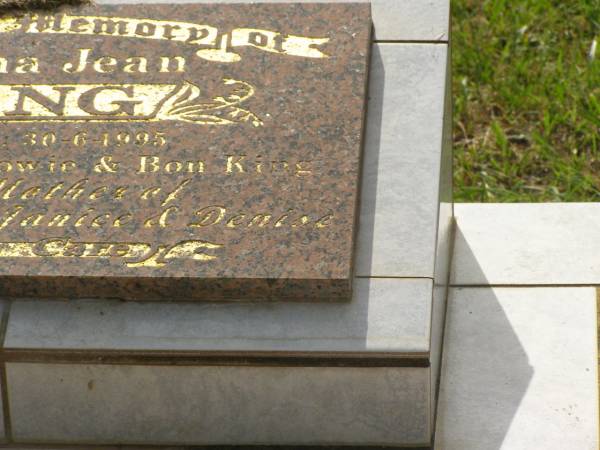 Memory of
na Jean
NG
30-6-1995
owie & Bon King
Mother of
Janice & Denise